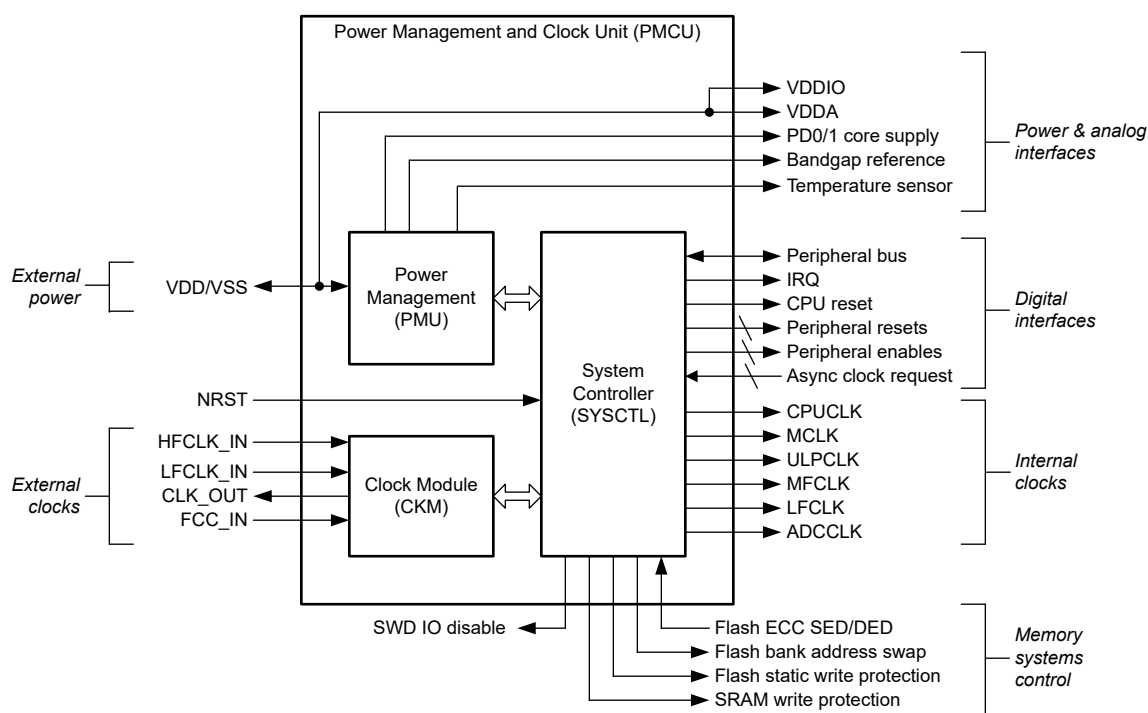 Power Management and Clock Unit (PMCU)
VDDIO
VDDA
PD0/1 core supply
Bandgap reference
Temperature sensor
Power & analog
interfaces
External
power
VDD/VSS
Power
Management
(PMU)
System
Controller
(SYSCTL)
Peripheral bus
IRQ
CPU reset
Peripheral resets
Peripheral enables
Async clock request
Digital
interfaces
NRST
External
clocks
HFCLK_IN
LFCLK_IN
CLK_OUT
FCC_IN
Clock Module
(CKM)
CPUCLK
MCLK
ULPCLK
MFCLK
LFCLK
ADCCLK
Internal
clocks
SWD IO disable
Flash ECC SED/DED
Flash bank address swap
Flash static write protection
SRAM write protection
Memory
systems
control